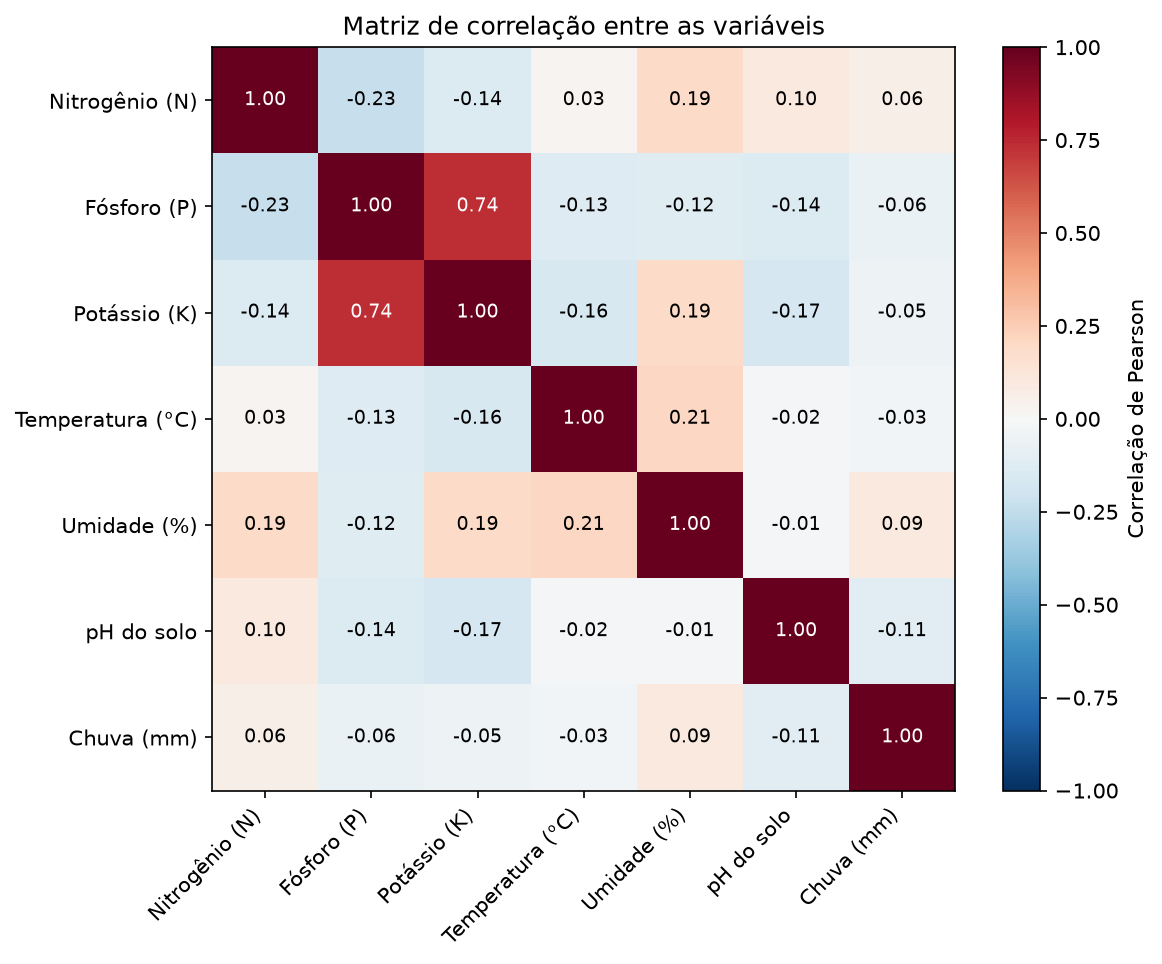 Matriz de correlação entre as variáveis
Nitrogênio (N) 1.00 -0.23 -0.14 0.03 0.19 0.10 0.06
Fósforo (P) -0.23 1.00 0.74 -0.13 -0.12 -0.14 -0.06
Potássio (K) -0.14 0.74 1.00 -0.16 0.19 -0.17 -0.05
Temperatura (°C) 0.03 -0.13 -0.16 1.00 0.21 -0.02 -0.03
Umidade (%) 0.19 -0.12 0.19 0.21 1.00 -0.01 0.09
pH do solo 0.10 -0.14 -0.17 -0.02 -0.01 1.00 -0.11
Chuva (mm) 0.06 -0.06 -0.05 -0.03 0.09 -0.11 1.00
Nitrogênio (N)
Fósforo (P)
Potássio (K)
Temperatura (°C)
Umidade (%)
pH do solo
Chuva (mm)
1.00
0.75
0.50
0.25
0.00
−0.25
−0.50
−0.75
−1.00
Correlação de Pearson